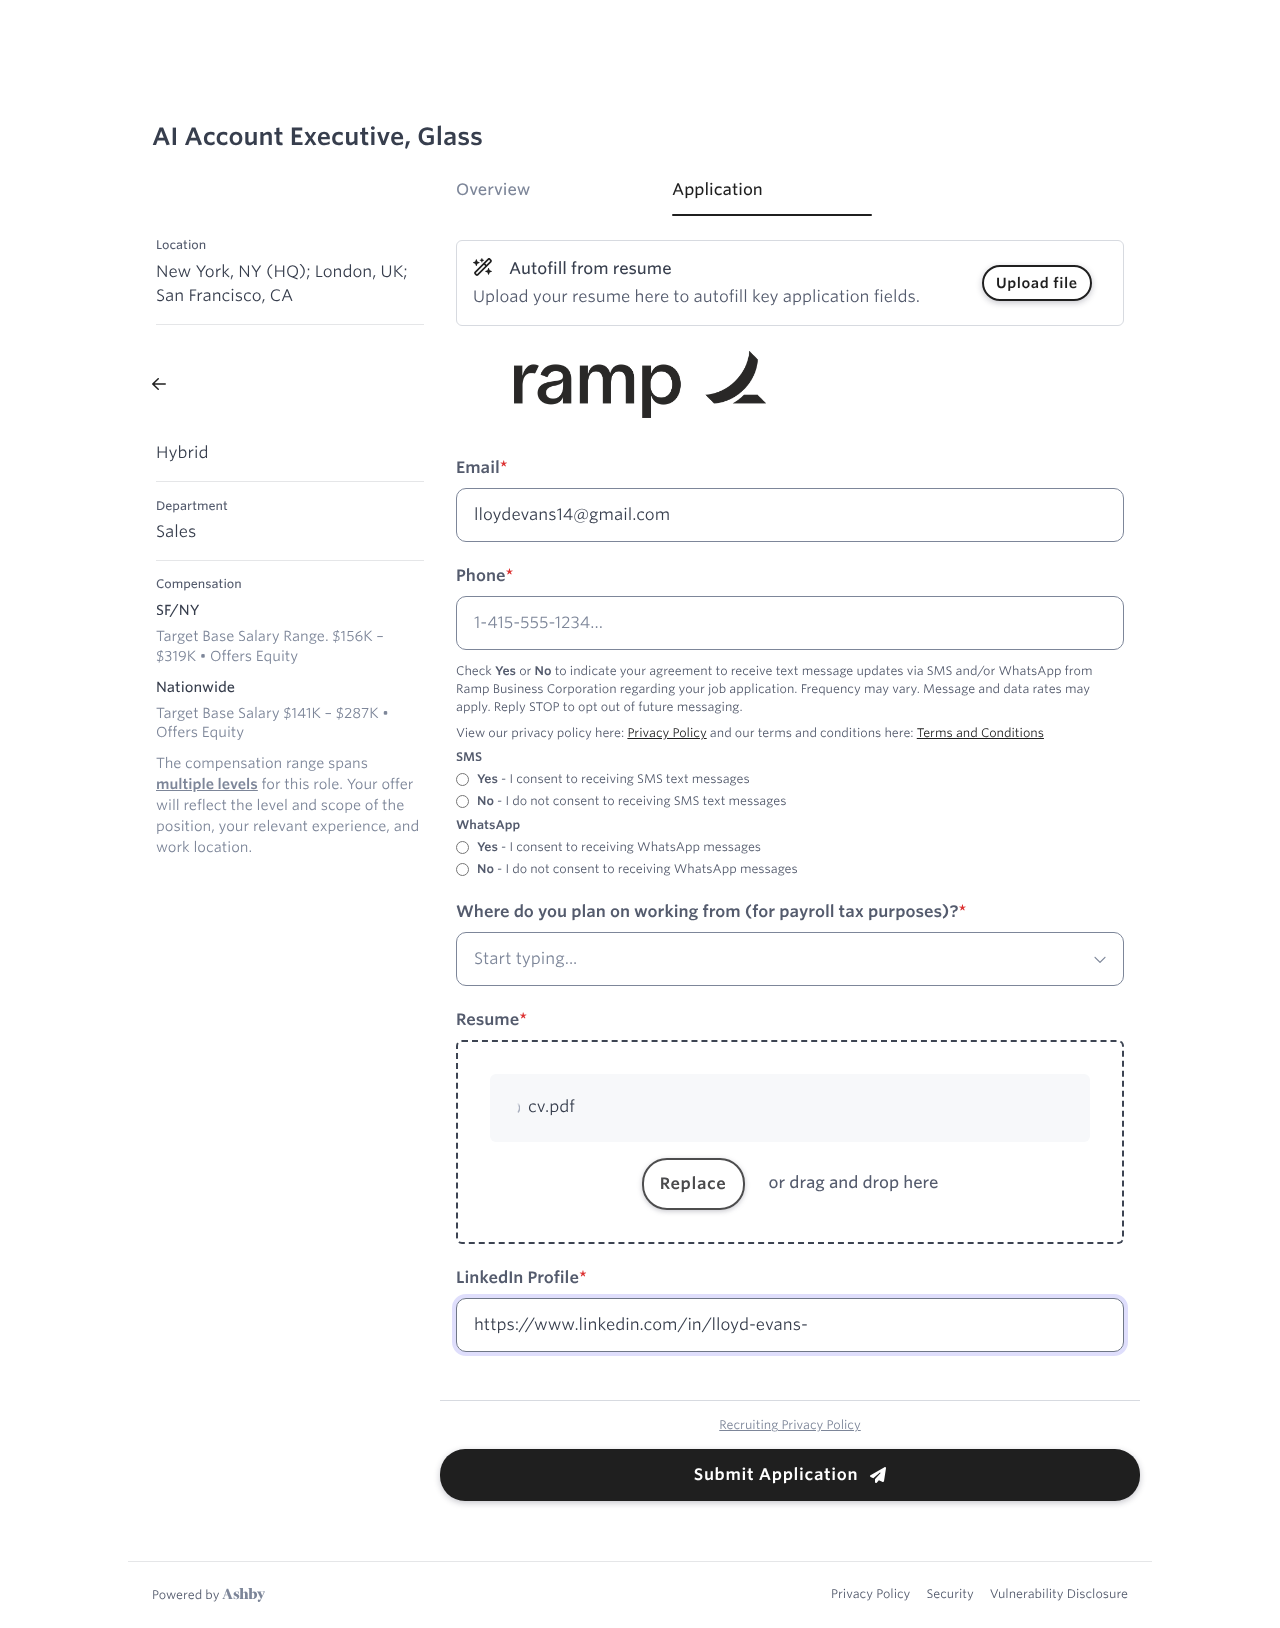 AI Account Executive, Glass
Overview
Application
Location
New York, NY (HQ); London, UK;
San Francisco, CA
Autofill from resume
Upload your resume here to autofill key application fields.
Upload file
ramp
Hybrid
Department
Sales
Compensation
SF/NY
Target Base Salary Range. $156K –
$319K • Offers Equity
Nationwide
Target Base Salary $141K – $287K •
Offers Equity
The compensation range spans
multiple levels for this role. Your offer
will reflect the level and scope of the
position, your relevant experience, and
work location.
Email*
lloydevans14@gmail.com
Phone*
1-415-555-1234...
Check Yes or No to indicate your agreement to receive text message updates via SMS and/or WhatsApp from
Ramp Business Corporation regarding your job application. Frequency may vary. Message and data rates may
apply. Reply STOP to opt out of future messaging.
View our privacy policy here: Privacy Policy and our terms and conditions here: Terms and Conditions
SMS
Yes - I consent to receiving SMS text messages
No - I do not consent to receiving SMS text messages
WhatsApp
Yes - I consent to receiving WhatsApp messages
No - I do not consent to receiving WhatsApp messages
Where do you plan on working from (for payroll tax purposes)?*
Start typing...
Resume*
cv.pdf
Replace
or drag and drop here
LinkedIn Profile*
https://www.linkedin.com/in/lloyd-evans-
Recruiting Privacy Policy
Submit Application
Powered by Ashby
Privacy Policy
Security
Vulnerability Disclosure